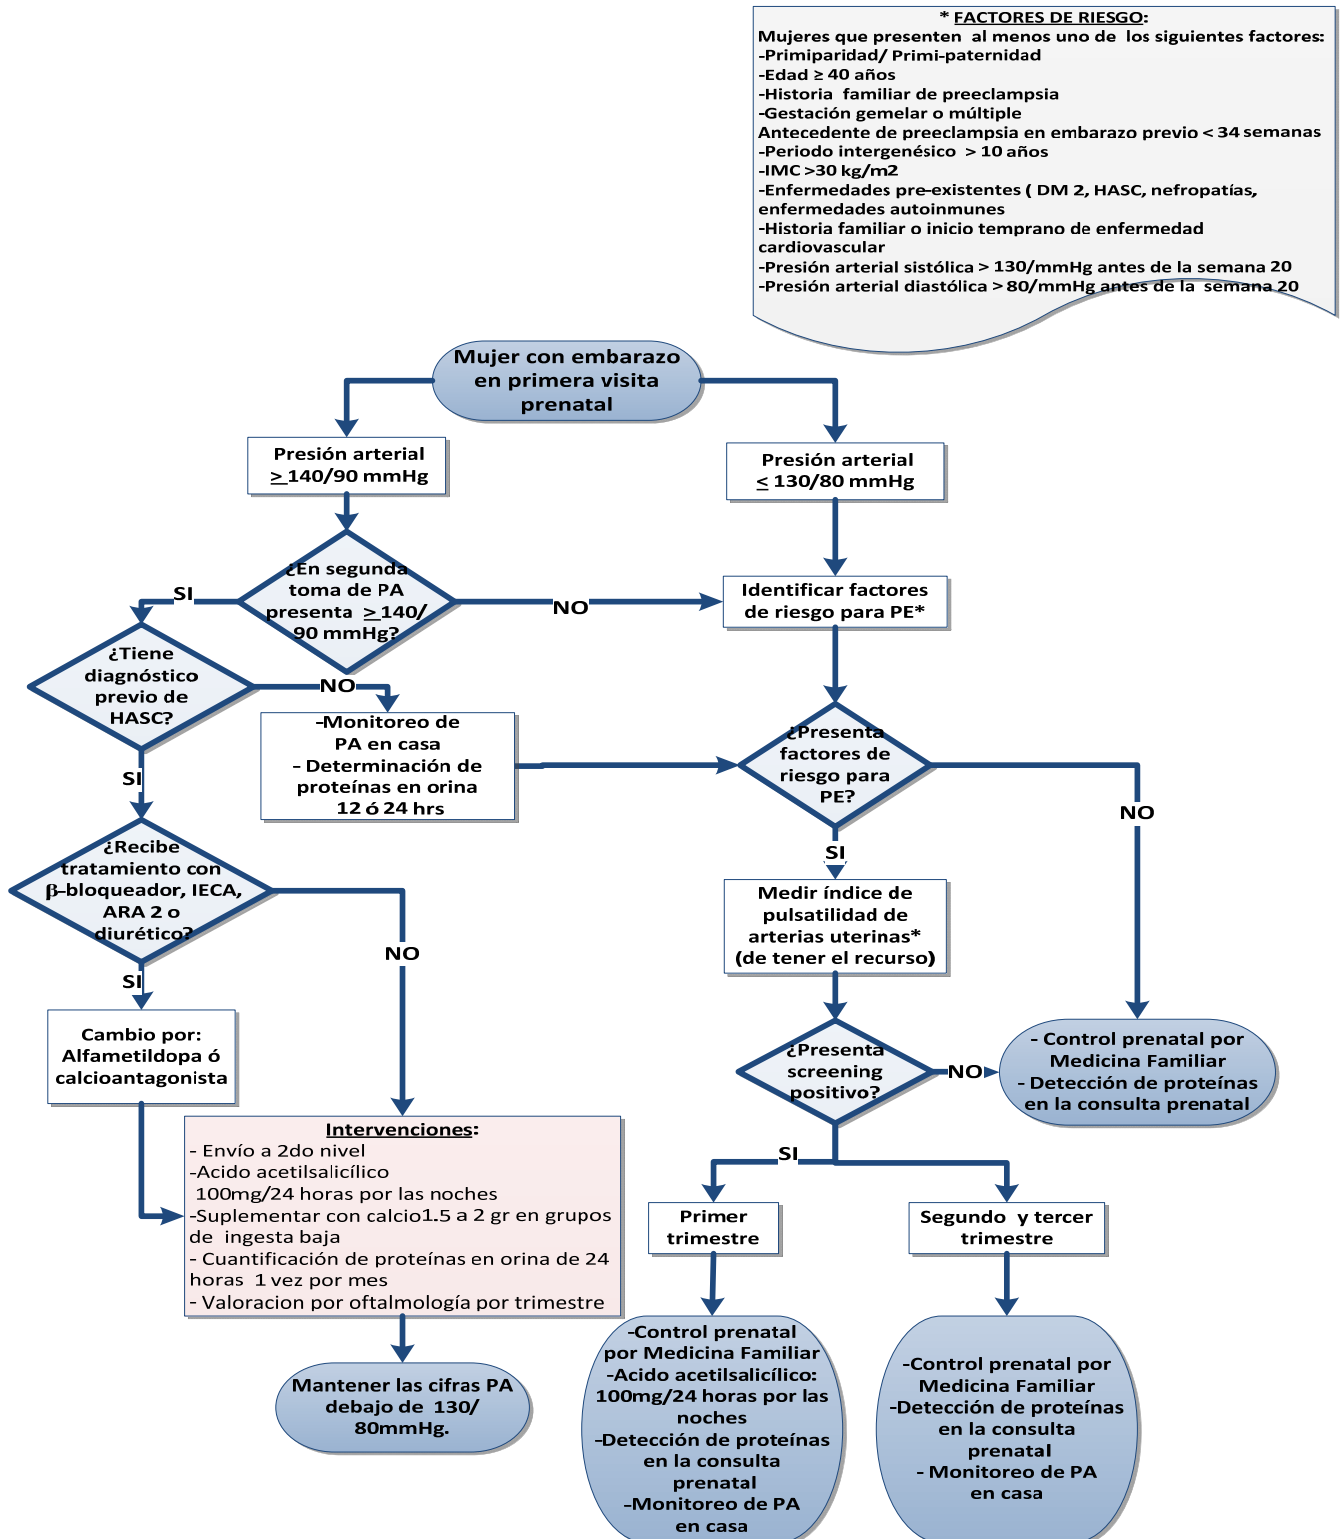 * FACTORES DE RIESGO:
Mujeres que presenten al menos uno de los siguientes factores:
-Primiparidad/ Primi-paternidad
-Edad ≥ 40 años
-Historia familiar de preeclampsia
-Gestación gemelar o múltiple
Antecedente de preeclampsia en embarazo previo < 34 semanas
-Periodo intergenésico > 10 años
-IMC >30 kg/m2
-Enfermedades pre-existentes ( DM 2, HASC, nefropatías,
enfermedades autoinmunes
-Historia familiar o inicio temprano de enfermedad
cardiovascular
-Presión arterial sistólica > 130/mmHg antes de la semana 20
-Presión arterial diastólica > 80/mmHg antes de la semana 20
Mujer con embarazo
en primera visita
prenatal
Presión arterial
≥ 140/90 mmHg
Presión arterial
≤ 130/80 mmHg
¿En segunda
toma de PA
presenta ≥140/
90 mmHg?
SI
NO
Identificar factores
de riesgo para PE*
¿Tiene
diagnóstico
previo de
HASC?
NO
-Monitoreo de
PA en casa
- Determinación de
proteínas en orina
12 ó 24 hrs
¿Presenta
factores de
riesgo para
PE?
SI
NO
SI
¿Recibe
tratamiento con
β-bloqueador, IECA,
ARA 2 o
diurético?
NO
SI
Medir índice de
pulsatilidad de
arterias uterinas*
(de tener el recurso)
Cambio por:
Alfametildopa ó
calcioantagonista
¿Presenta
screening
positivo?
NO
- Control prenatal por
Medicina Familiar
- Detección de proteínas
en la consulta prenatal
Intervenciones:
- Envío a 2do nivel
-Acido acetilsalicílico
100mg/24 horas por las noches
-Suplementar con calcio1.5 a 2 gr en grupos
de ingesta baja
- Cuantificación de proteínas en orina de 24
horas 1 vez por mes
- Valoracion por oftalmología por trimestre
SI
Primer
trimestre
Segundo y tercer
trimestre
Mantener las cifras PA
debajo de 130/
80mmHg.
-Control prenatal
por Medicina Familiar
-Acido acetilsalicílico:
100mg/24 horas por las
noches
-Detección de proteínas
en la consulta
prenatal
-Monitoreo de PA
en casa
-Control prenatal por
Medicina Familiar
-Detección de proteínas
en la consulta
prenatal
- Monitoreo de PA
en casa